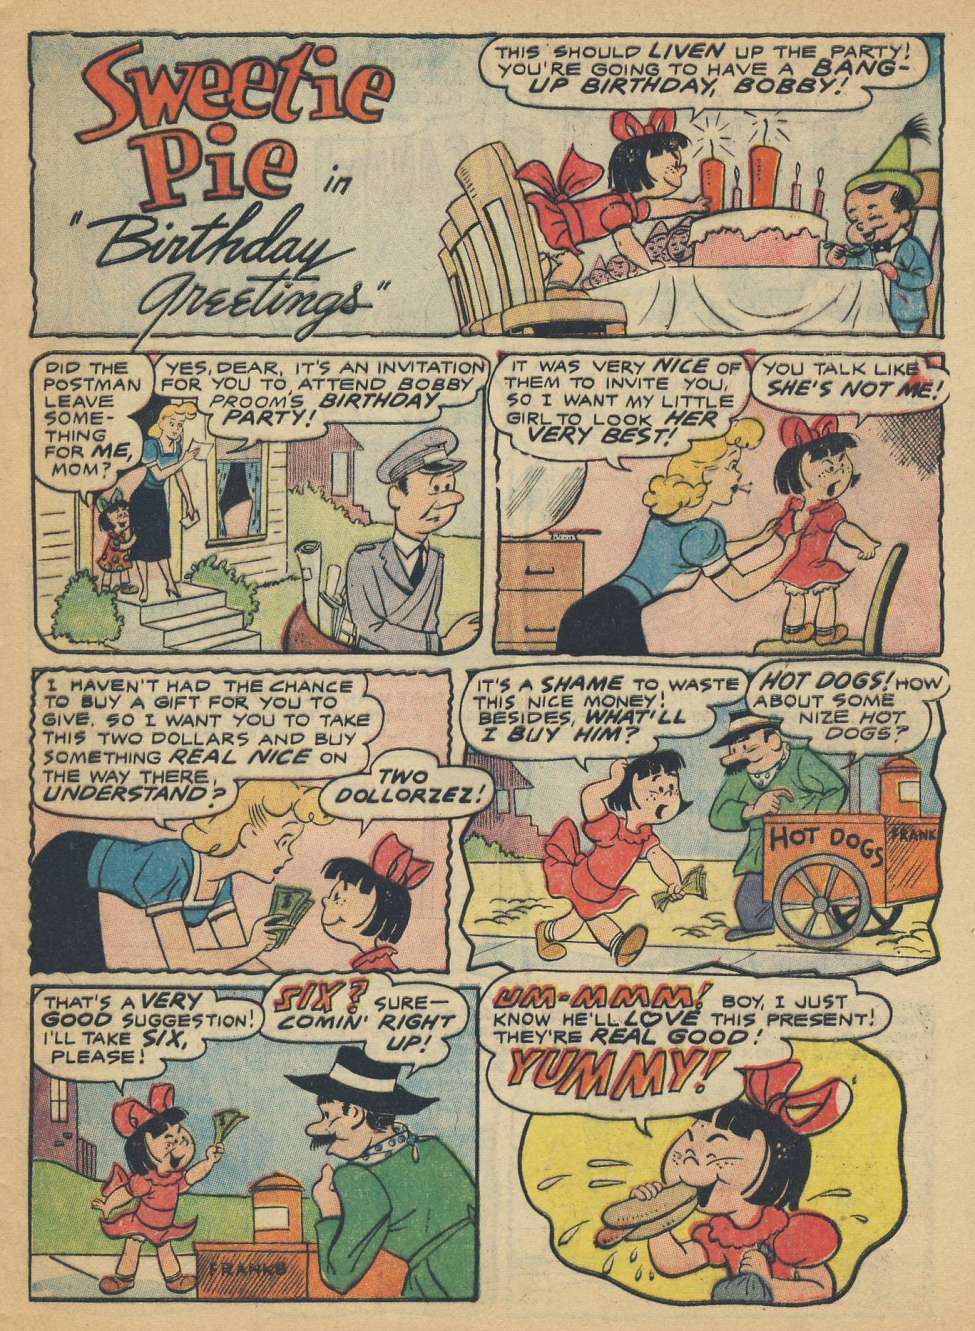 Sweetie
Pie in
"Birthday
Greetings"
THIS SHOULD LIVEN UP THE PARTY!
YOU'RE GOING TO HAVE A BANG-
UP BIRTHDAY, BOBBY!
DID THE
POSTMAN
LEAVE
SOME-
THING
FOR ME,
MOM?
YES, DEAR, IT'S AN INVITATION
FOR YOU TO ATTEND BOBBY
PROOM'S BIRTHDAY
PARTY!
IT WAS VERY NICE OF
THEM TO INVITE YOU,
SO I WANT MY LITTLE
GIRL TO LOOK HER
VERY BEST!
YOU TALK LIKE
SHE'S NOT ME!
I HAVEN'T HAD THE CHANCE
TO BUY A GIFT FOR YOU TO
GIVE. SO I WANT YOU TO TAKE
THIS TWO DOLLARS AND BUY
SOMETHING REAL NICE ON
THE WAY THERE,
UNDERSTAND?
TWO
DOLLORZEZ!
IT'S A SHAME TO WASTE
THIS NICE MONEY!
BESIDES, WHAT'LL
I BUY HIM?
HOT DOGS! HOW
ABOUT SOME
NIZE HOT
DOGS?
HOT DOGS
FRANK
THAT'S A VERY
GOOD SUGGESTION!
I'LL TAKE SIX,
PLEASE!
SIX? SURE—
COMIN' RIGHT
UP!
FRANKS
UM-MMM! BOY, I JUST
KNOW HE'LL LOVE THIS PRESENT!
THEY'RE REAL GOOD!
YUMMY!